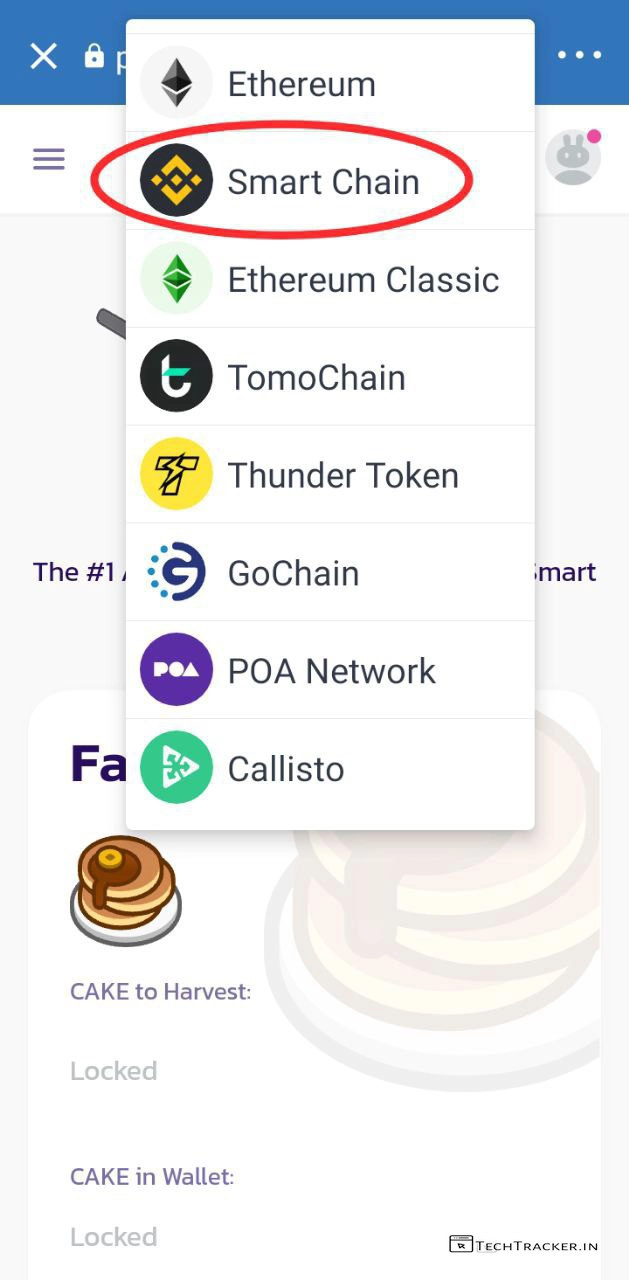 p
Ethereum
Smart Chain
Ethereum Classic
TomoChain
Thunder Token
GoChain
POA
POA Network
Callisto
The #1
Smart
Fa
CAKE to Harvest:
Locked
CAKE in Wallet:
Locked
TECHTRACKER.IN